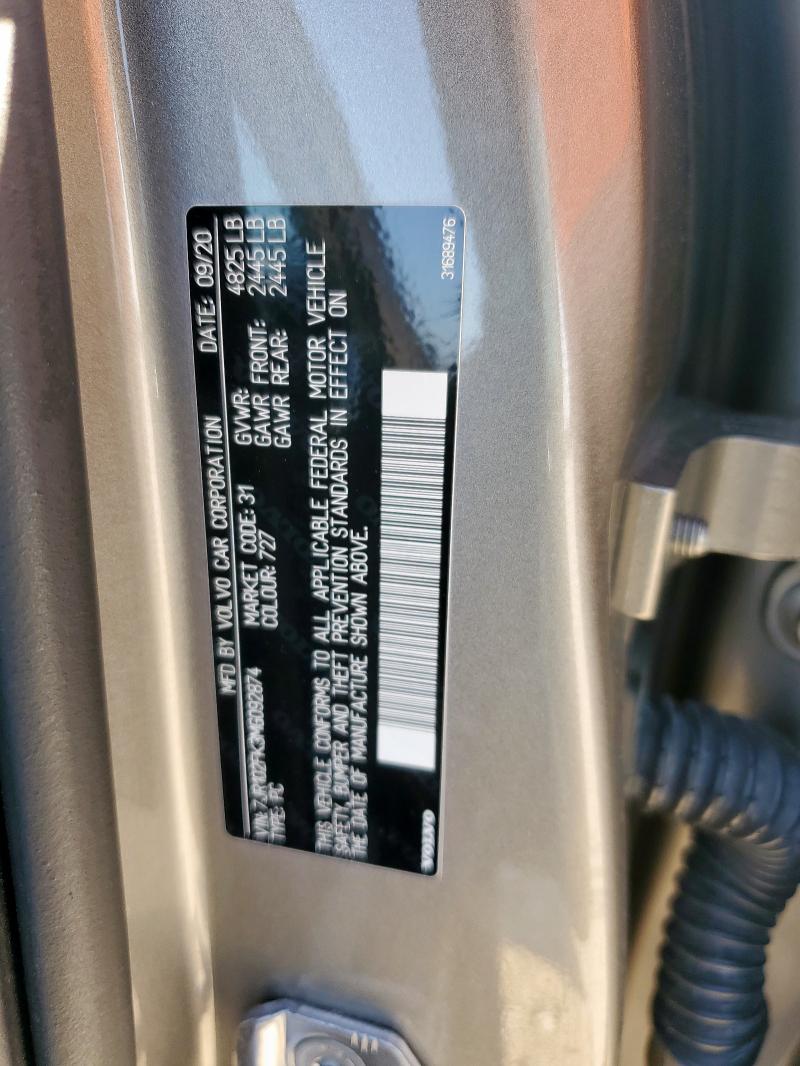 MFD BY VOLVO CAR CORPORATION DATE: 09/20
VIN: 7JR102FK3MG092874 MARKET CODE: 31 GVWR: 4825 LB
TYPE: PC COLOUR: 727 GAWR FRONT: 2445 LB
GAWR REAR: 2445 LB
THIS VEHICLE CONFORMS TO ALL APPLICABLE FEDERAL MOTOR VEHICLE
SAFETY, BUMPER AND THEFT PREVENTION STANDARDS IN EFFECT ON
THE DATE OF MANUFACTURE SHOWN ABOVE.
VOLVO 31689476